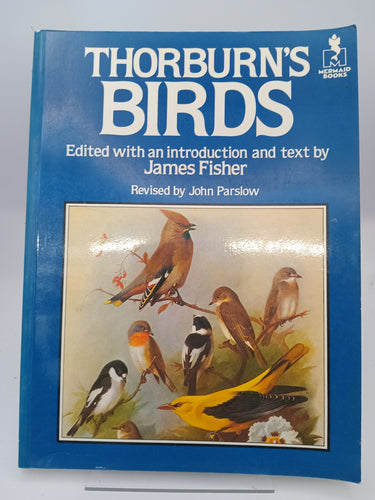 THORBURN'S
BIRDS
MERMAID
BOOKS
Edited with an introduction and text by
James Fisher
Revised by John Parslow